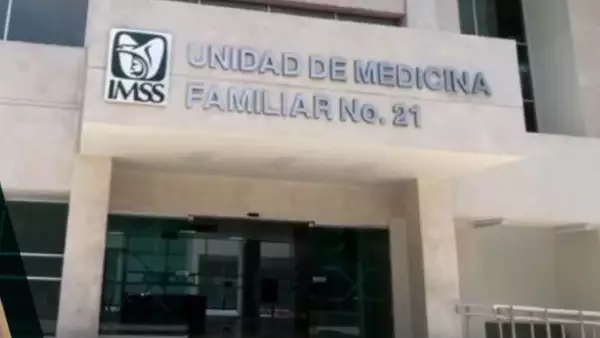 IMSS
UNIDAD DE MEDICINA
FAMILIAR No. 21